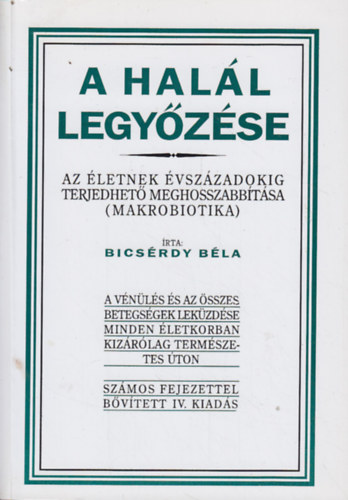 A HALÁL
LEGYŐZÉSE
AZ ÉLETNEK ÉVSZÁZADOKIG
TERJEDHETŐ MEGHOSSZABBÍTÁSA
(MAKROBIOTIKA)
ÍRTA:
BICSÉRDY BÉLA
A VÉNÜLÉS ÉS AZ ÖSSZES
BETEGSÉGEK LEKÜZDÉSE
MINDEN ÉLETKORBAN
KIZÁRÓLAG TERMÉSZE-
TES ÚTON
SZÁMOS FEJEZETTEL
BŐVÍTETT IV. KIADÁS